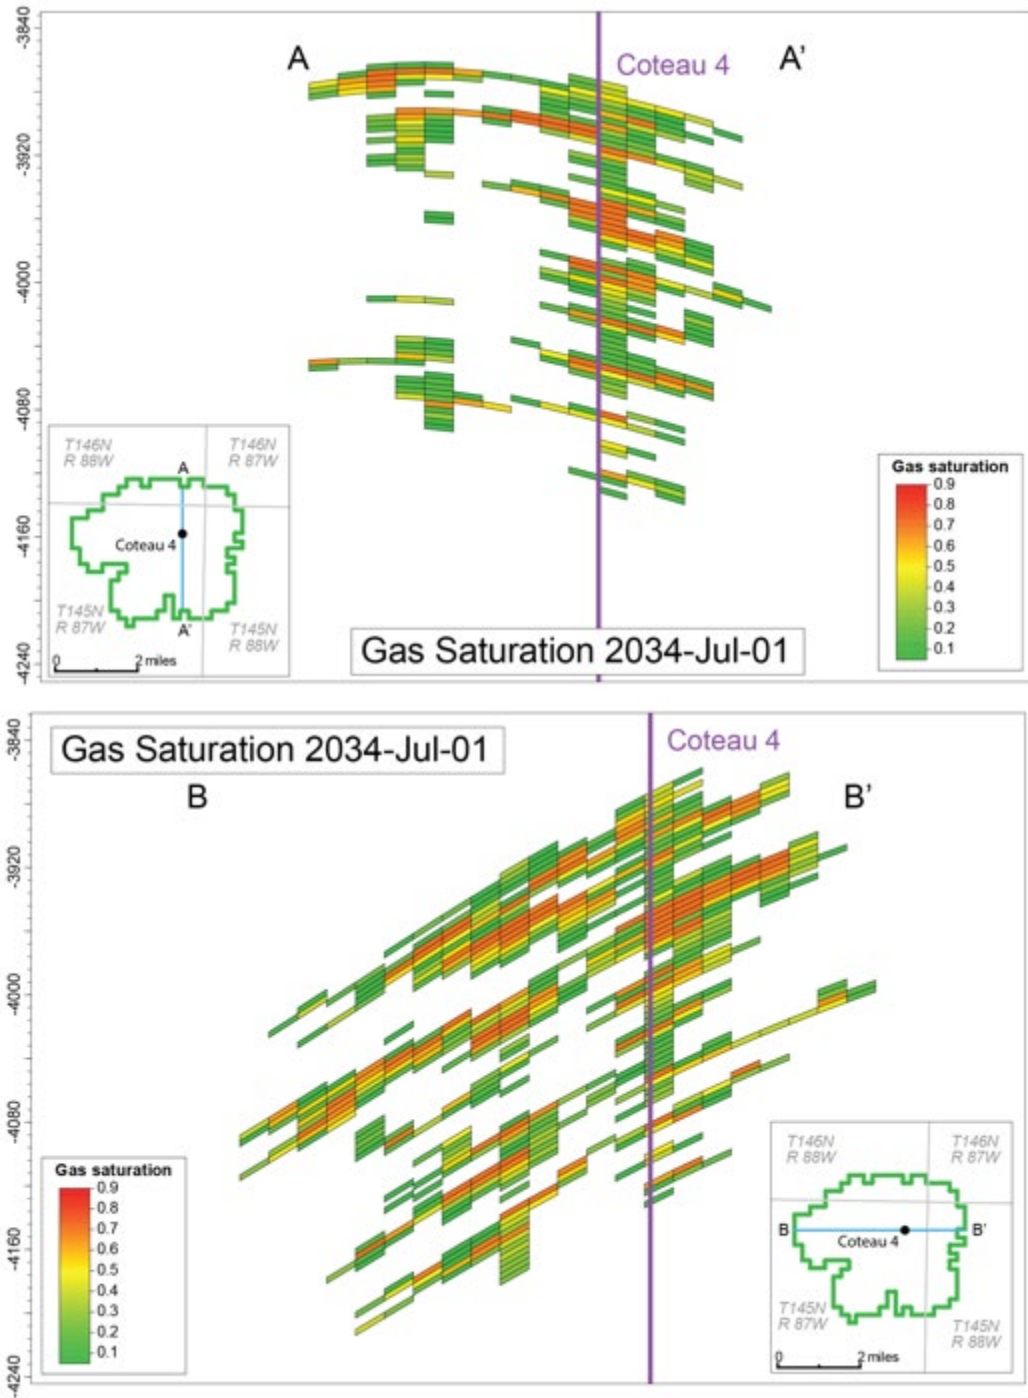 -3840
-3920
-4000
-4080
-4160
-4240
A
Coteau 4
A’
T146N
R 88W
T146N
R 87W
A
Coteau 4
T145N
R 87W
A'
T145N
R 88W
0
2 miles
Gas Saturation 2034-Jul-01
Gas saturation
0.9
0.8
0.7
0.6
0.5
0.4
0.3
0.2
0.1
-3840
-3920
-4000
-4080
-4160
-4240
Gas Saturation 2034-Jul-01
Coteau 4
B
B’
Gas saturation
0.9
0.8
0.7
0.6
0.5
0.4
0.3
0.2
0.1
T146N
R 88W
T146N
R 87W
B
B'
Coteau 4
T145N
R 87W
T145N
R 88W
0
2 miles